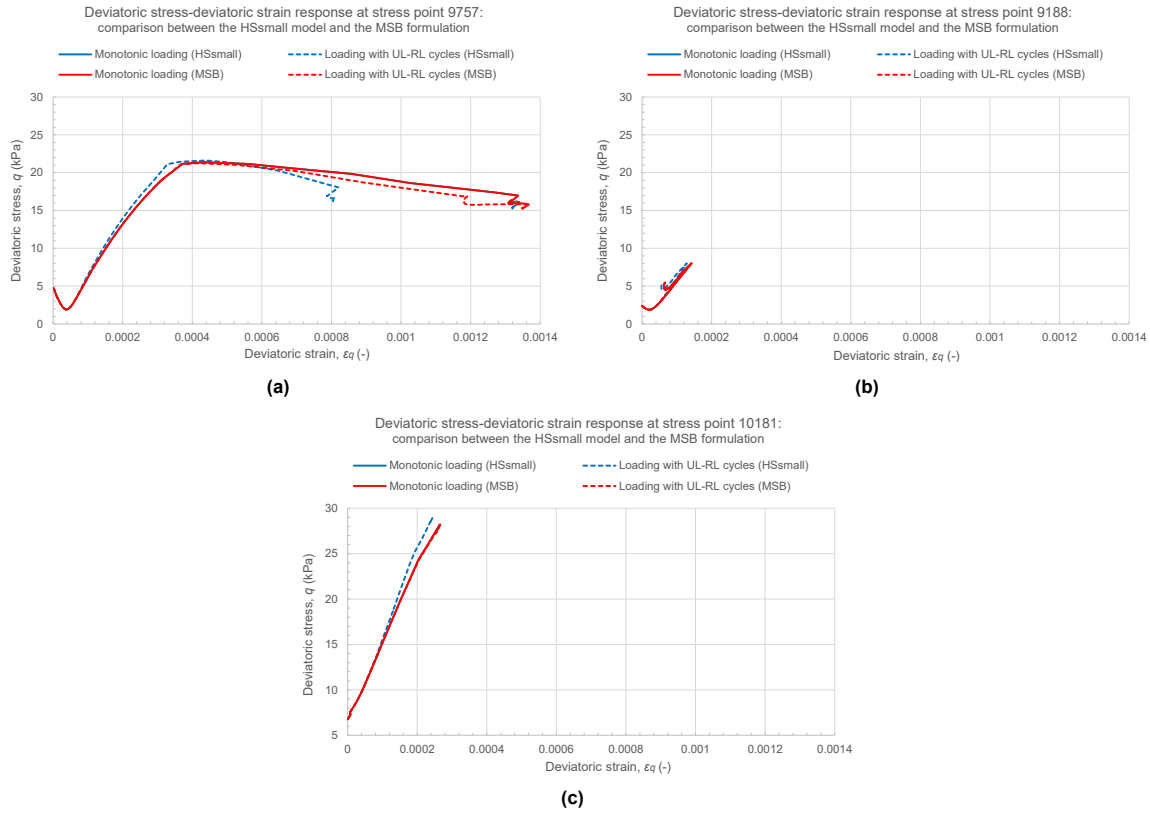 Deviatoric stress-deviatoric strain response at stress point 9757:
comparison between the HSsmall model and the MSB formulation
Monotonic loading (HSsmall)
Loading with UL-RL cycles (HSsmall)
Monotonic loading (MSB)
Loading with UL-RL cycles (MSB)
Deviatoric stress, q (kPa)
30
25
20
15
10
5
0
0 0.0002 0.0004 0.0006 0.0008 0.001 0.0012 0.0014
Deviatoric strain, εq (-)
(a)
Deviatoric stress-deviatoric strain response at stress point 9188:
comparison between the HSsmall model and the MSB formulation
Monotonic loading (HSsmall)
Loading with UL-RL cycles (HSsmall)
Monotonic loading (MSB)
Loading with UL-RL cycles (MSB)
Deviatoric stress, q (kPa)
30
25
20
15
10
5
0
0 0.0002 0.0004 0.0006 0.0008 0.001 0.0012 0.0014
Deviatoric strain, εq (-)
(b)
Deviatoric stress-deviatoric strain response at stress point 10181:
comparison between the HSsmall model and the MSB formulation
Monotonic loading (HSsmall)
Loading with UL-RL cycles (HSsmall)
Monotonic loading (MSB)
Loading with UL-RL cycles (MSB)
Deviatoric stress, q (kPa)
30
25
20
15
10
5
0 0.0002 0.0004 0.0006 0.0008 0.001 0.0012 0.0014
Deviatoric strain, εq (-)
(c)